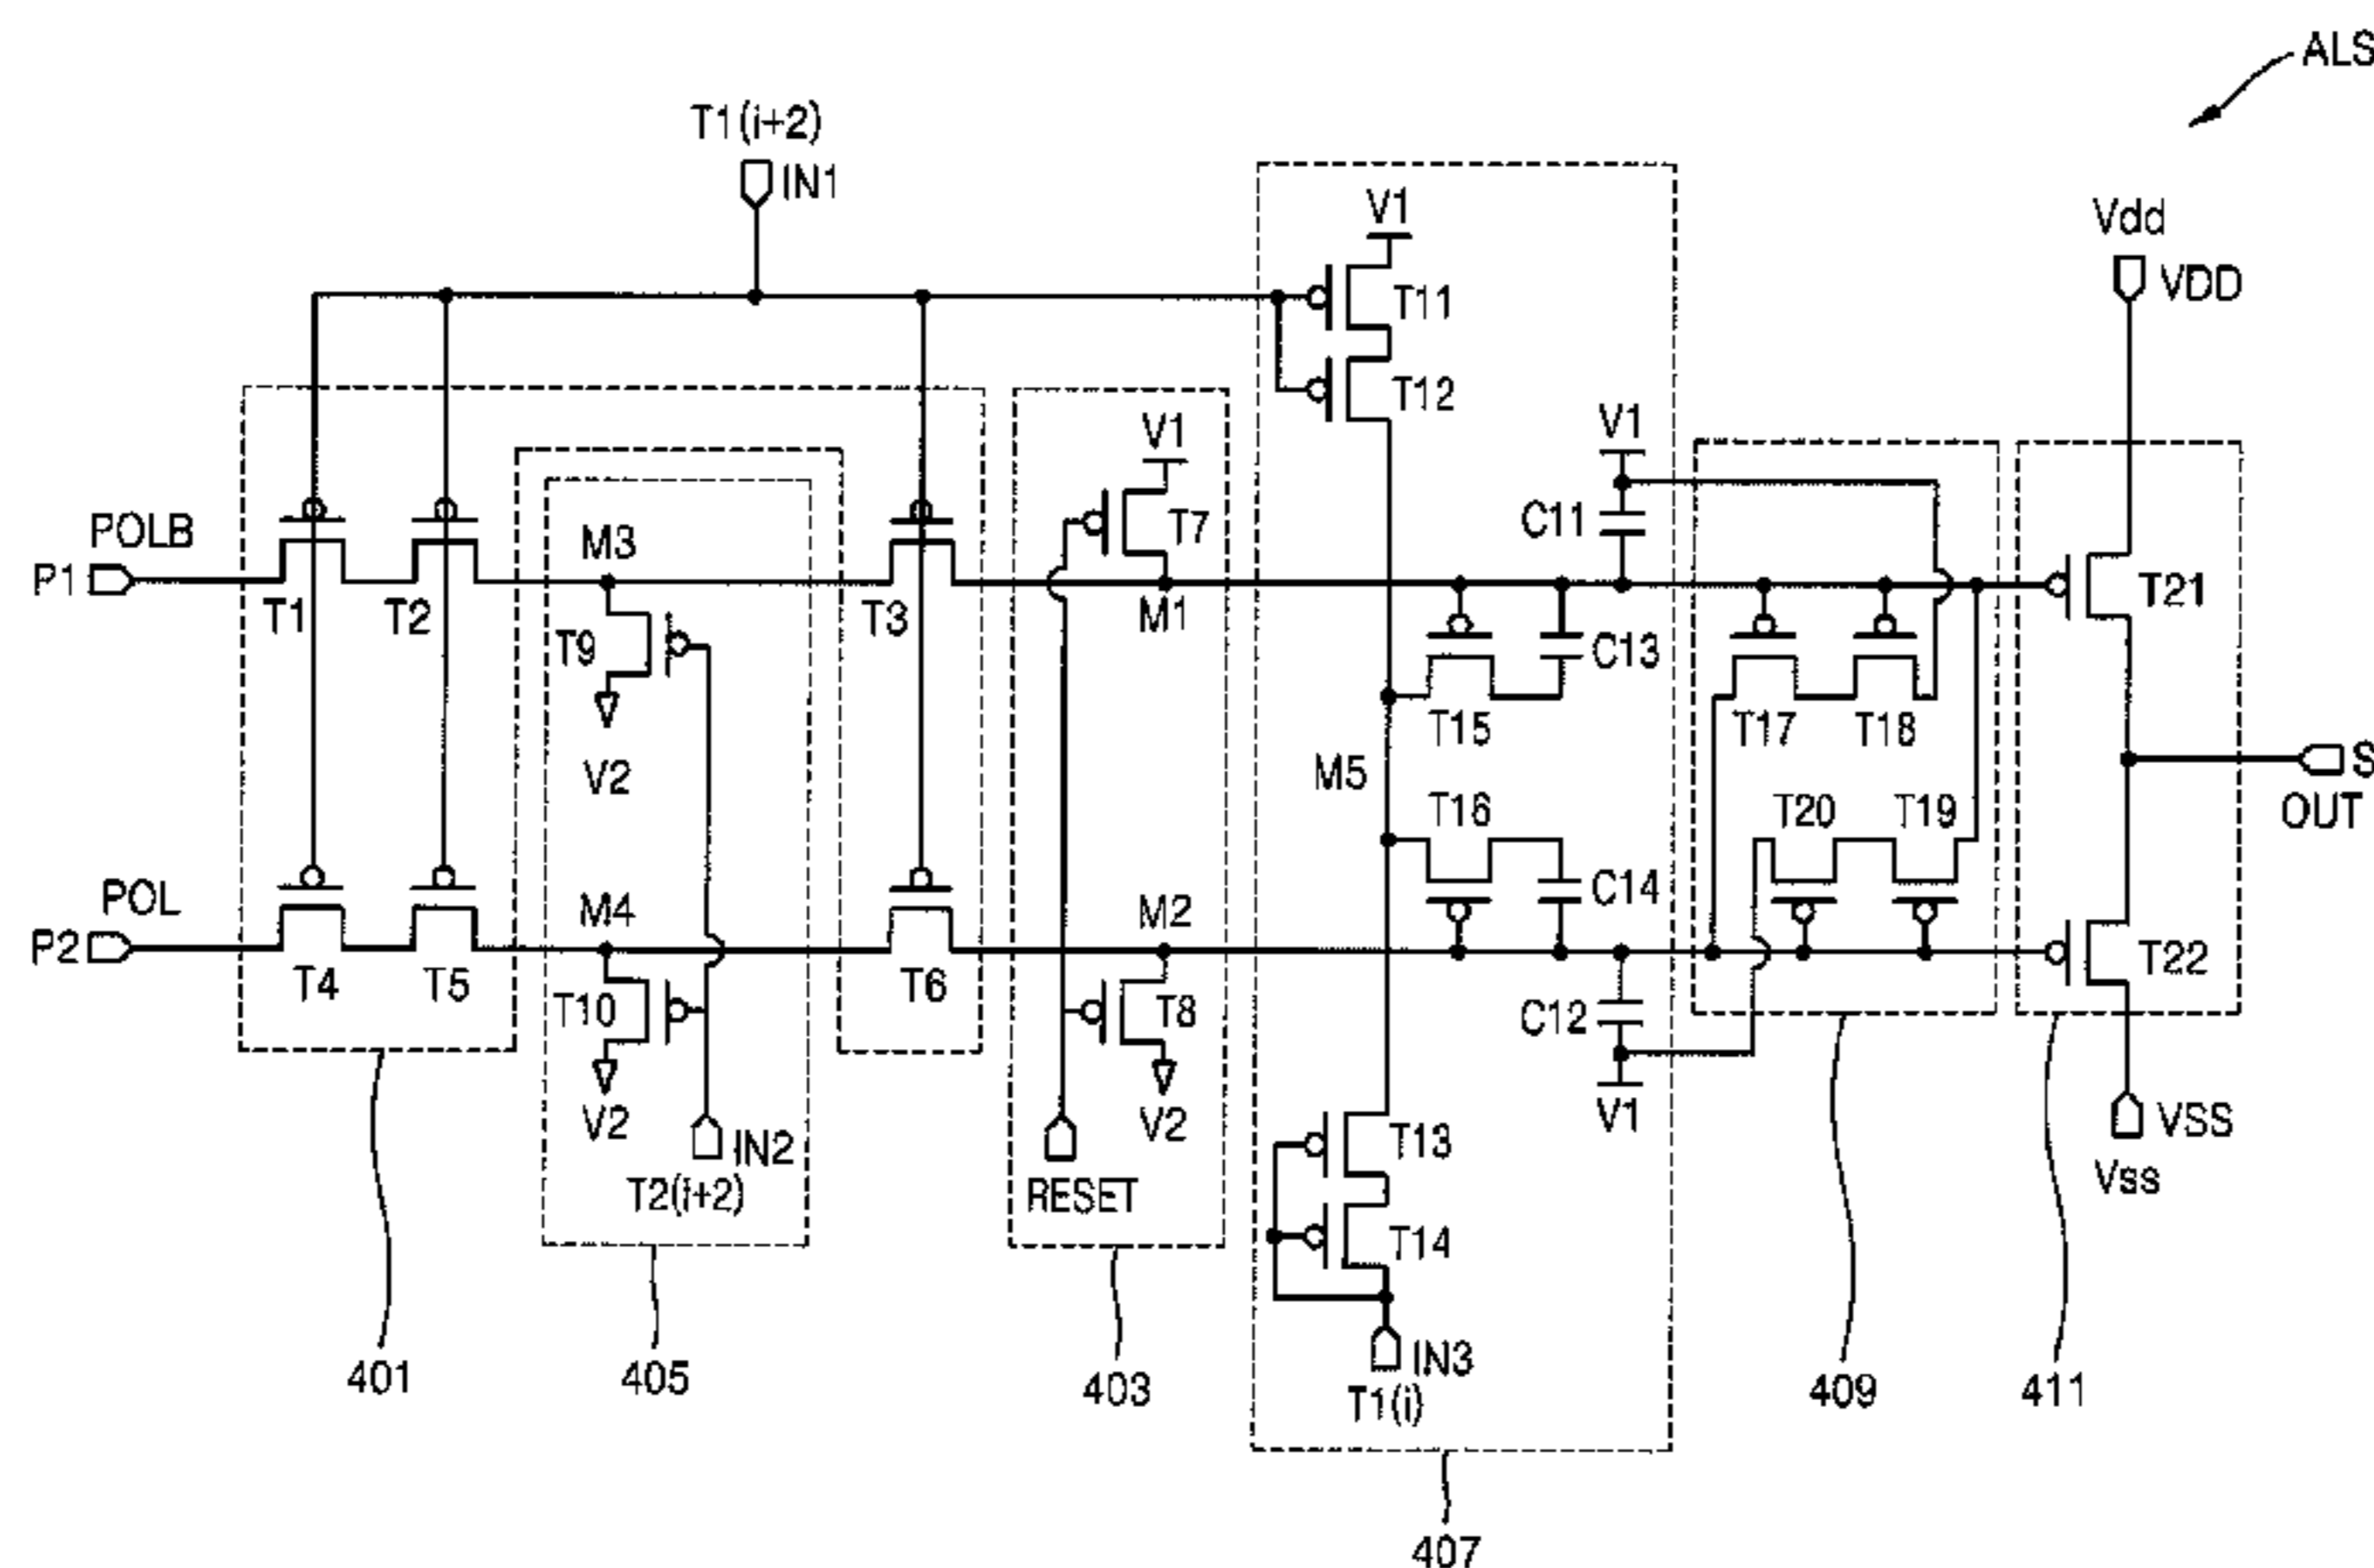 ALS
T1(i+2)
IN1
V1
Vdd
VDD
T11
T12
V1
V1
POLB
P1
T1
T2
M3
T3
T7
M1
C11
C13
T21
T9
V2
T15
T17
T18
M5
S
OUT
T16
T20
T19
POL
P2
T4
T5
M4
T6
M2
C14
T22
T10
T8
C12
V2
IN2
V2
V1
VSS
Vss
T2(i+2)
RESET
T13
T14
IN3
T1(i)
401
405
403
409
411
407